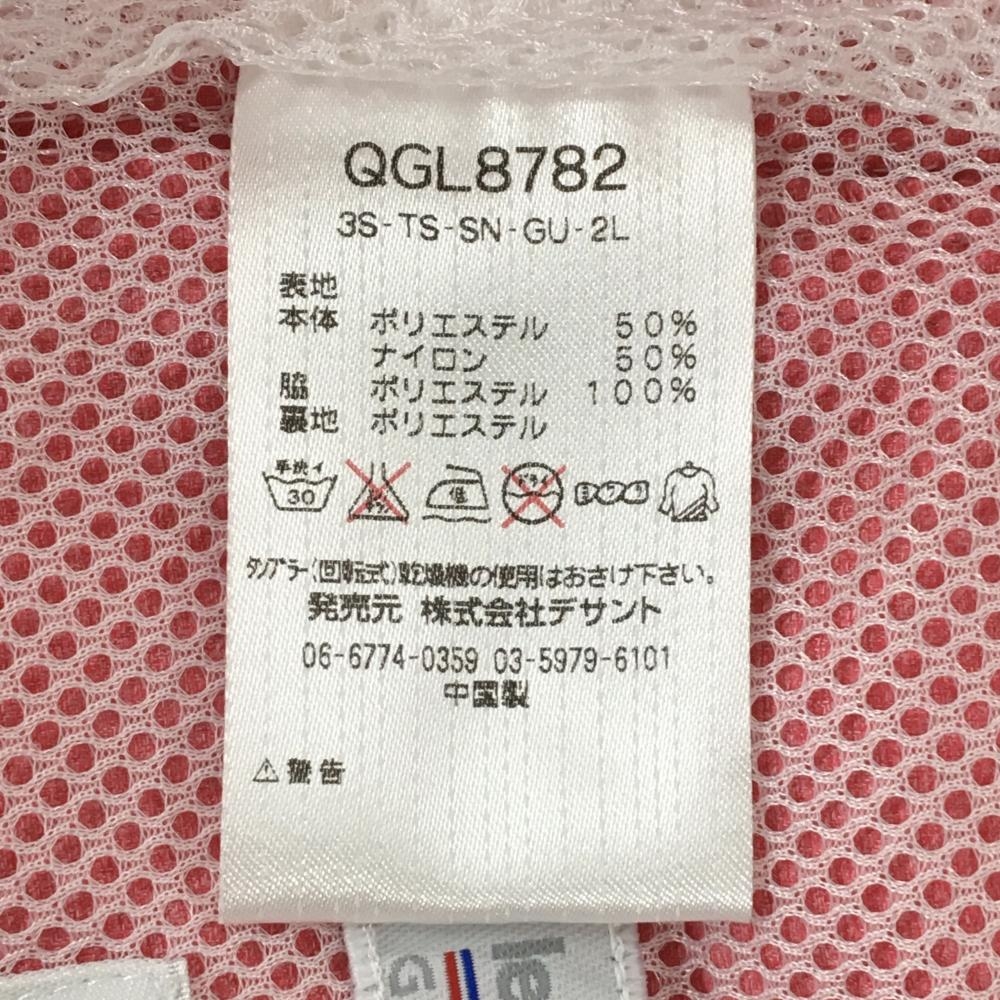 QGL8782
3S-TS-SN-GU-2L
表地
本体 ポリエステル 50%
ナイロン 50%
脇 ポリエステル 100%
裏地 ポリエステル
手洗イ
30
低
タンブラー(回転式)乾燥機の使用はおさけ下さい。
発売元 株式会社デサント
06-6774-0359 03-5979-6101
中国製
⚠ 警告
le
G